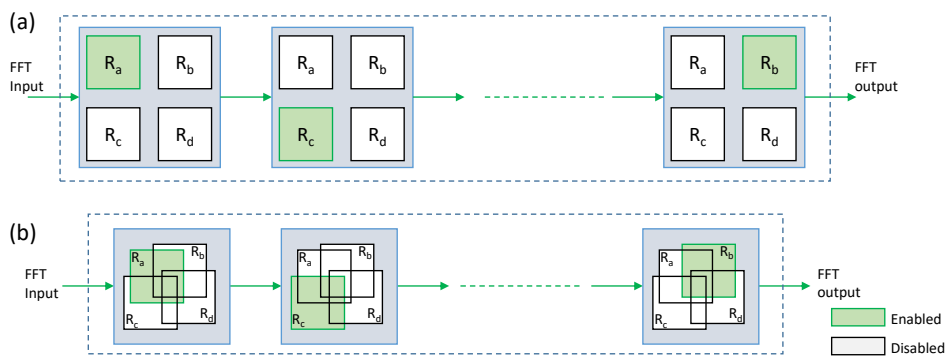 (a)
FFT
Input
Ra Rb
Rc Rd
Ra Rb
Rc Rd
Ra Rb
Rc Rd
FFT
output
(b)
FFT
Input
Ra Rb
Rc Rd
Ra Rb
Rc Rd
Ra Rb
Rc Rd
FFT
output
Enabled
Disabled